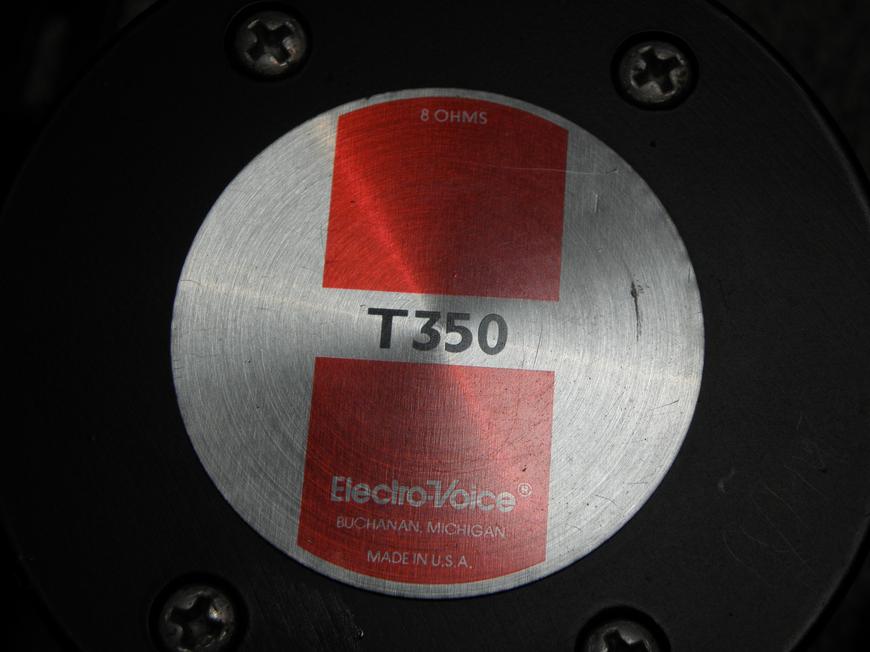 8 OHMS
T350
Electro-Voice®
BUCHANAN, MICHIGAN
MADE IN U.S.A.